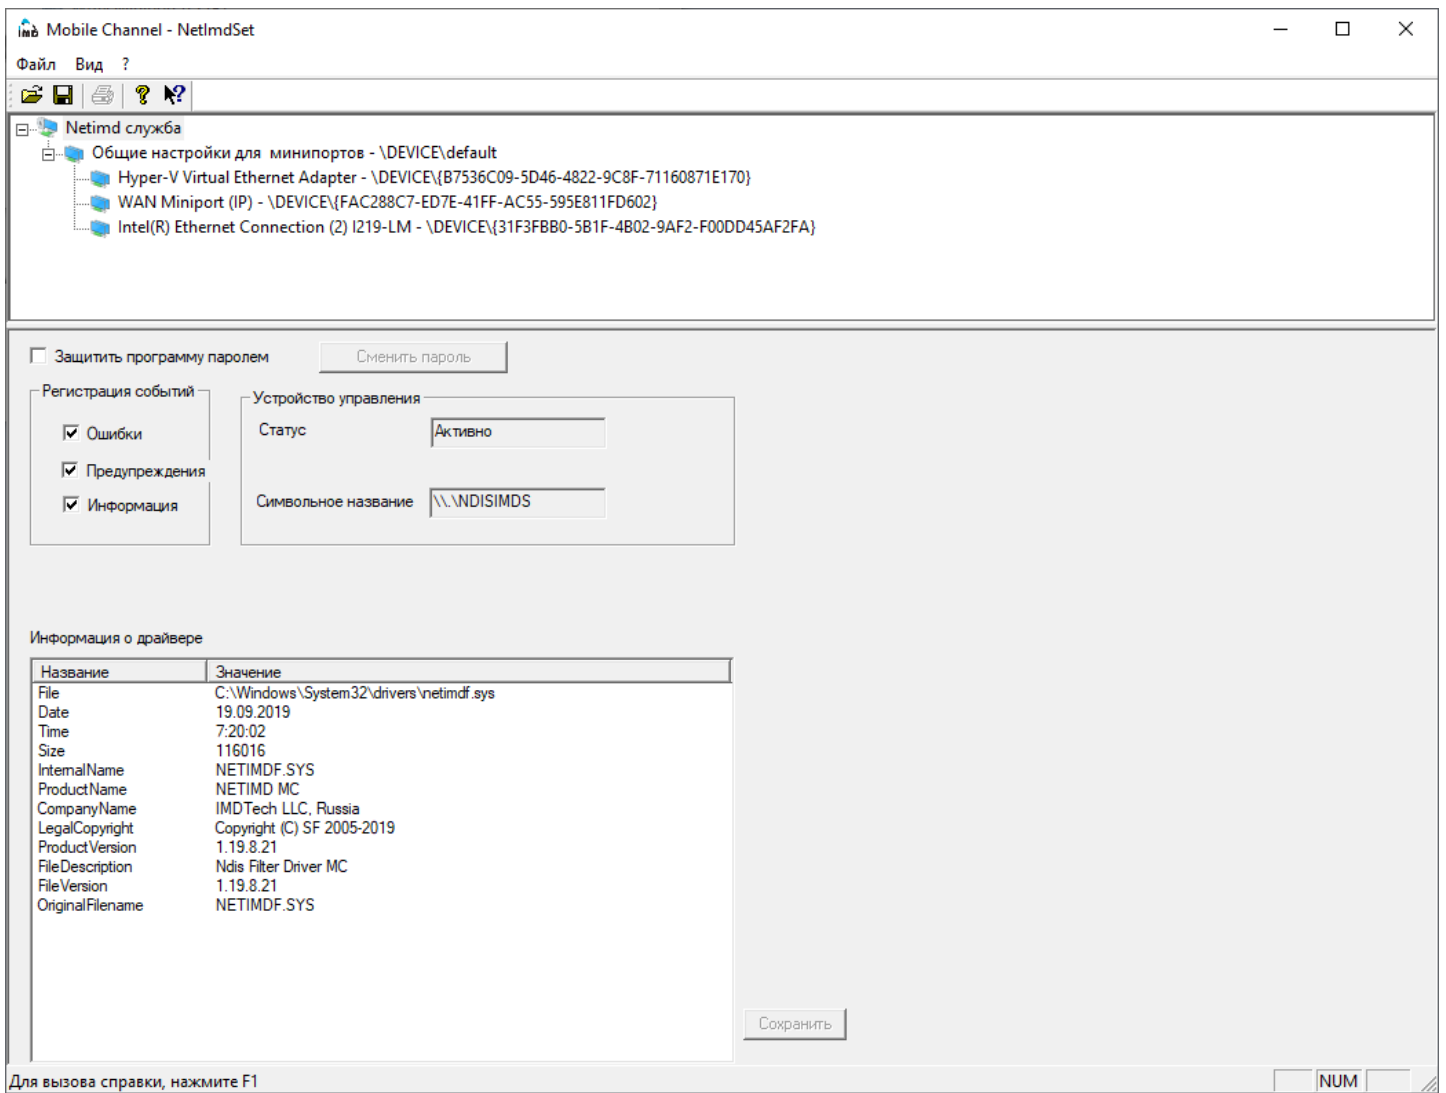 Mobile Channel - NetImdSet
Файл Вид ?
Netimd служба
Общие настройки для минипортов - \DEVICE\default
Hyper-V Virtual Ethernet Adapter - \DEVICE\{B7536C09-5D46-4822-9C8F-71160871E170}
WAN Miniport (IP) - \DEVICE\{FAC288C7-ED7E-41FF-AC55-595E811FD602}
Intel(R) Ethernet Connection (2) I219-LM - \DEVICE\{31F3FBB0-5B1F-4B02-9AF2-F00DD45AF2FA}
Защитить программу паролем Сменить пароль
Регистрация событий
Ошибки
Предупреждения
Информация
Устройство управления
Статус Активно
Символьное название \\.\NDISIMDS
Информация о драйвере
Название Значение
File C:\Windows\System32\drivers\netimdf.sys
Date 19.09.2019
Time 7:20:02
Size 116016
InternalName NETIMDF.SYS
ProductName NETIMD MC
CompanyName IMDTech LLC, Russia
LegalCopyright Copyright (C) SF 2005-2019
ProductVersion 1.19.8.21
FileDescription Ndis Filter Driver MC
FileVersion 1.19.8.21
OriginalFilename NETIMDF.SYS
Сохранить
Для вызова справки, нажмите F1 NUM